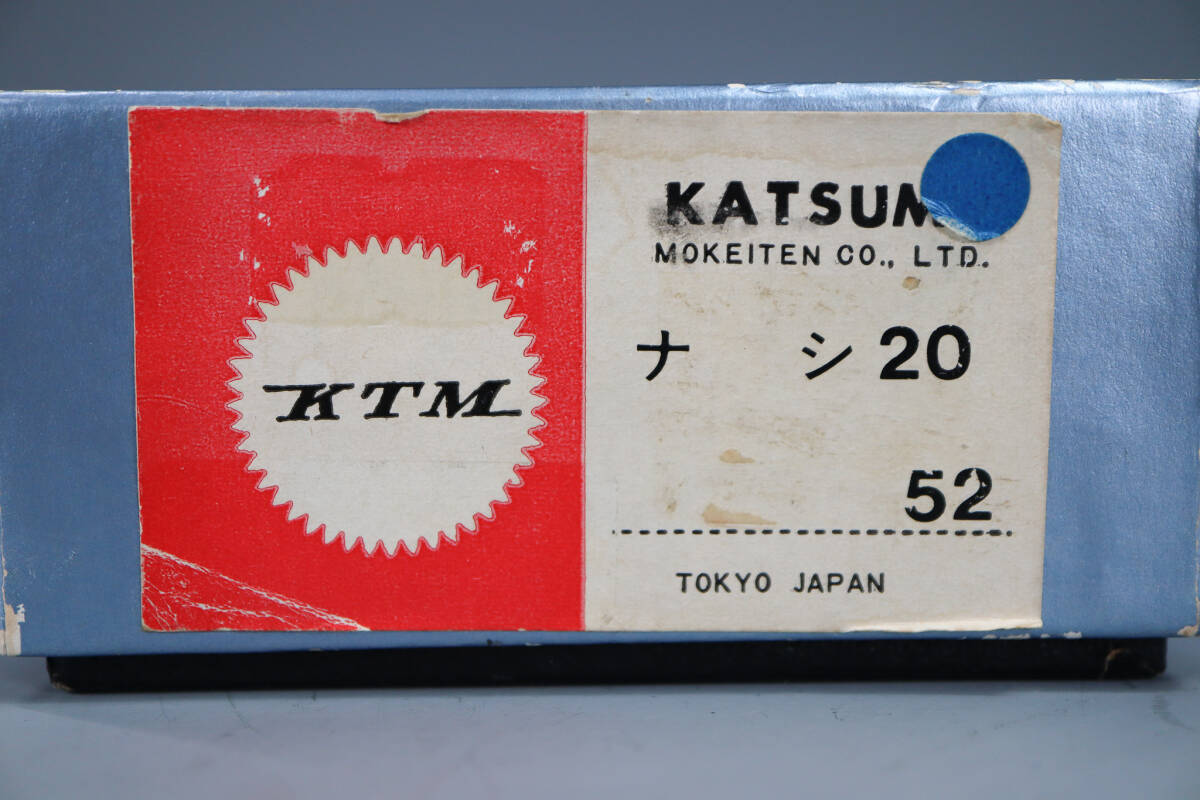 KTM
KATSUM
MOKEITEN CO., LTD.
ナ シ 20
52
TOKYO JAPAN